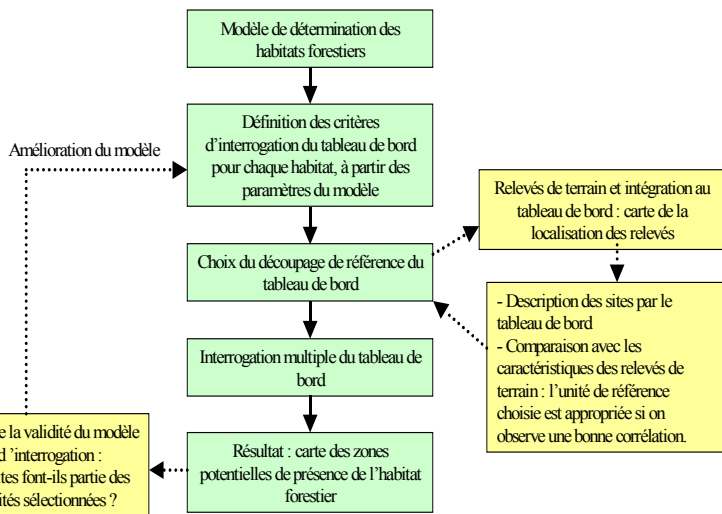 Modèle de détermination des
habitats forestiers
Définition des critères
d'interrogation du tableau de bord
pour chaque habitat, à partir des
paramètres du modèle
Amélioration du modèle
Relevés de terrain et intégration au
tableau de bord : carte de la
localisation des relevés
Choix du découpage de référence du
tableau de bord
- Description des sites par le
tableau de bord
- Comparaison avec les
caractéristiques des relevés de
terrain : l'unité de référence
choisie est appropriée si on
observe une bonne corrélation.
Interrogation multiple du tableau de
bord
Résultat : carte des zones
potentielles de présence de l'habitat
forestier
la validité du modèle
d 'interrogation :
font-ils partie des
sélectionnées ?